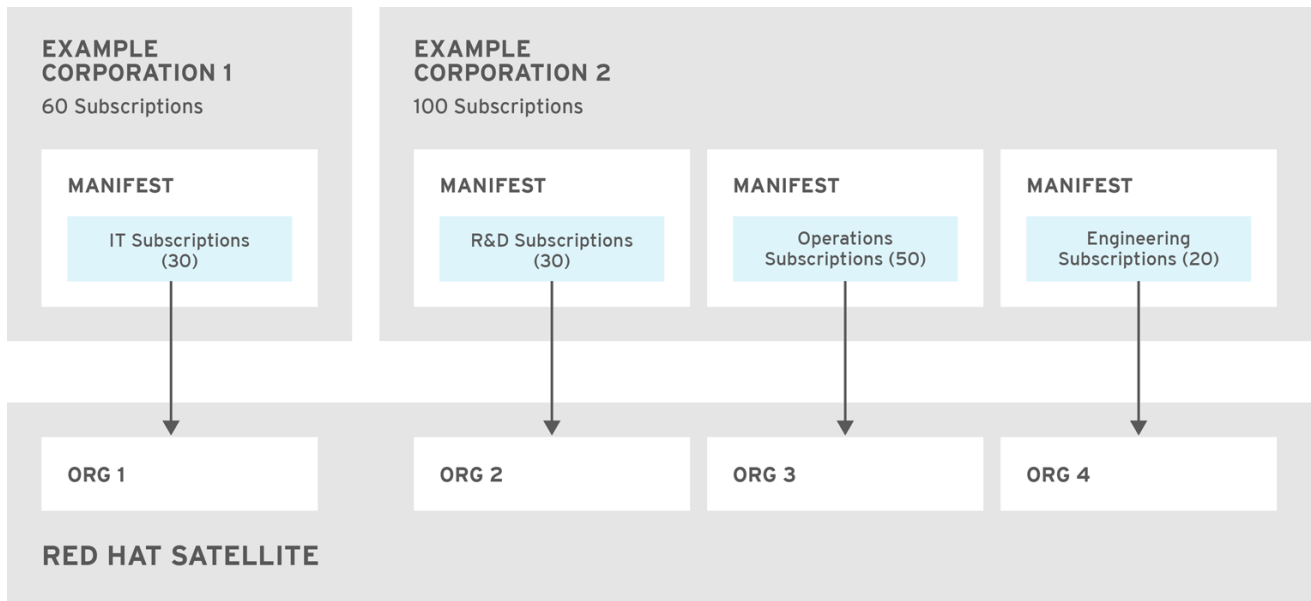 EXAMPLE
CORPORATION 1
60 Subscriptions
MANIFEST
IT Subscriptions
(30)
EXAMPLE
CORPORATION 2
100 Subscriptions
MANIFEST
R&D Subscriptions
(30)
MANIFEST
Operations
Subscriptions (50)
MANIFEST
Engineering
Subscriptions (20)
ORG 1
ORG 2
ORG 3
ORG 4
RED HAT SATELLITE